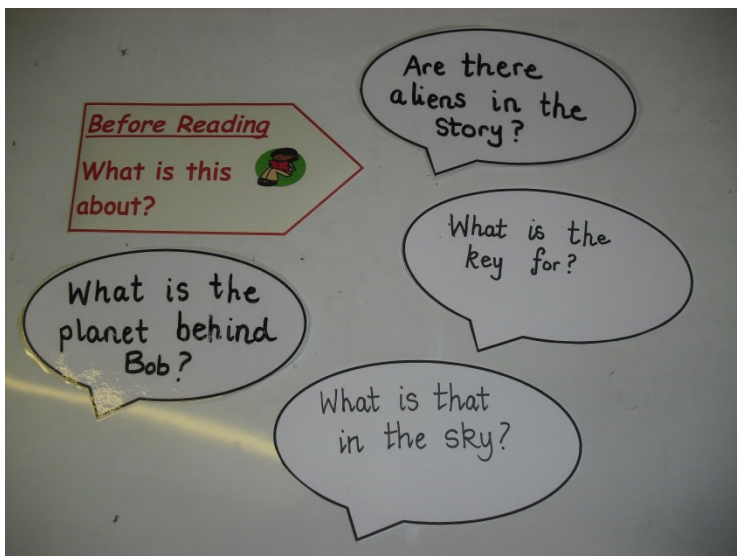 Before Reading
What is this
about?
Are there
aliens in the
Story?
What is the
key for?
What is the
planet behind
Bob?
What is that
in the sky?